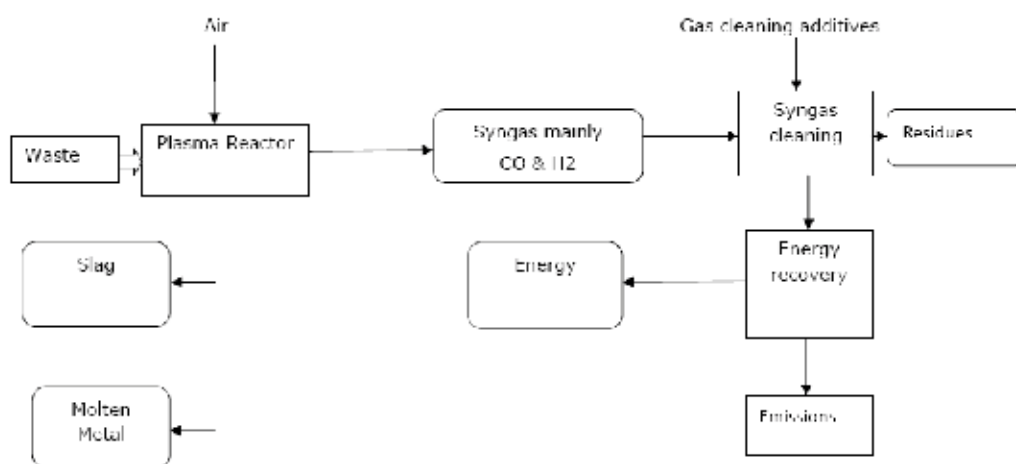 Air
Gas cleaning additives
Waste
Plasma Reactor
Syngas mainly
CO & H2
Syngas
cleaning
Residues
Slag
Energy
Energy
recovery
Molten
Metal
Emissions